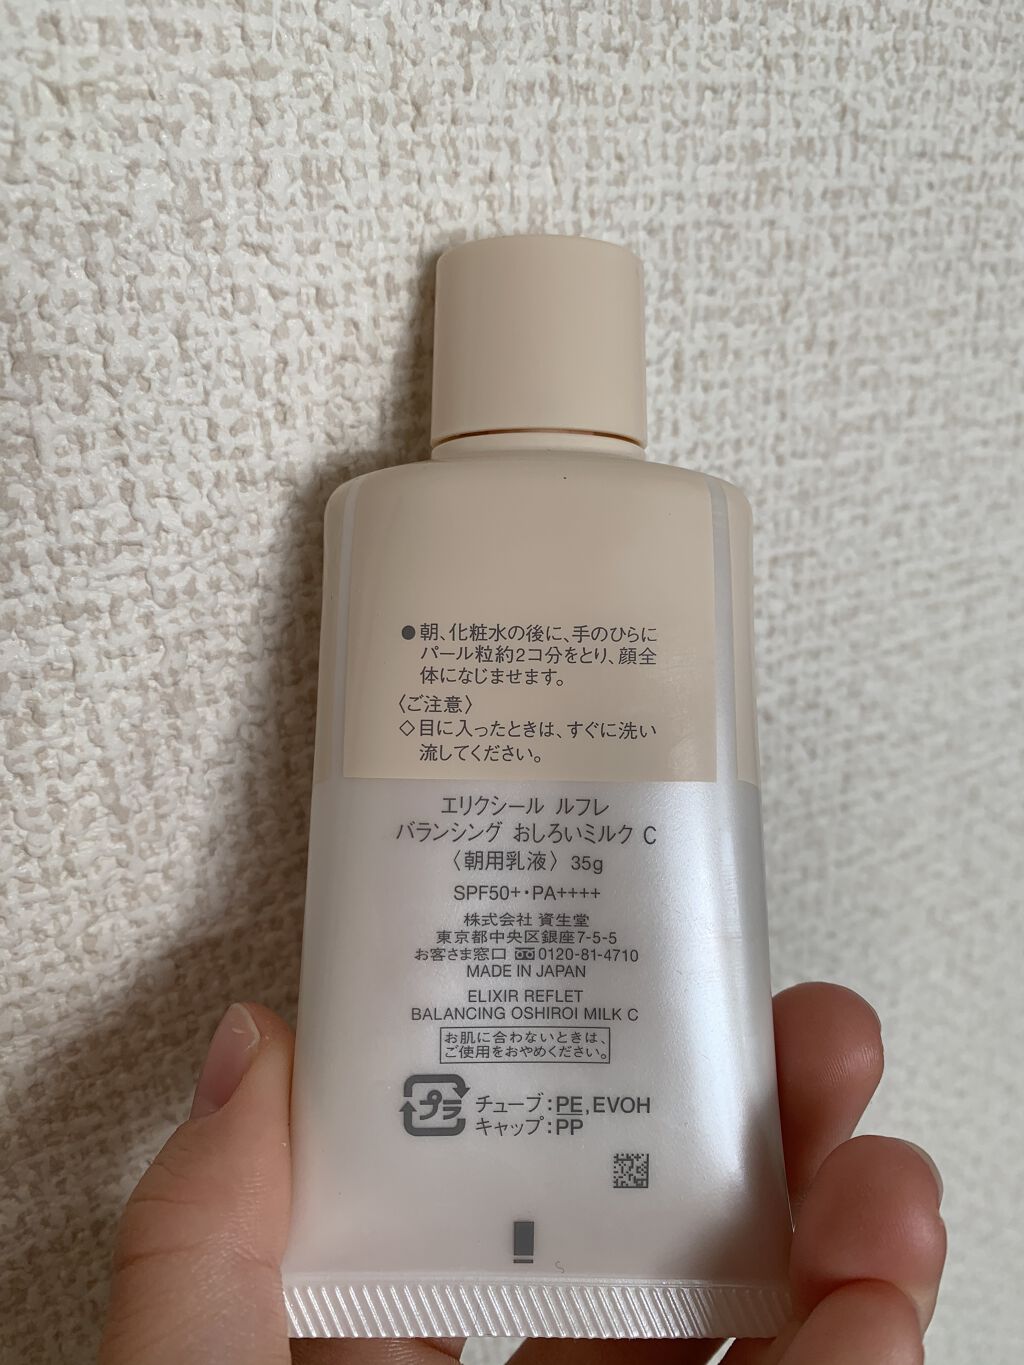 ●朝、化粧水の後に、手のひらに
パール粒約2コ分をとり、顔全
体になじませます。
〈ご注意〉
◇目に入ったときは、すぐに洗い
流してください。
エリクシール ルフレ
バランシング おしろいミルク C
〈朝用乳液〉 35g
SPF50+・PA++++
株式会社 資生堂
東京都中央区銀座7-5-5
お客さま窓口 0120-81-4710
MADE IN JAPAN
ELIXIR REFLET
BALANCING OSHIROI MILK C
お肌に合わないときは、
ご使用をおやめください。
プラ
チューブ:PE,EVOH
キャップ:PP